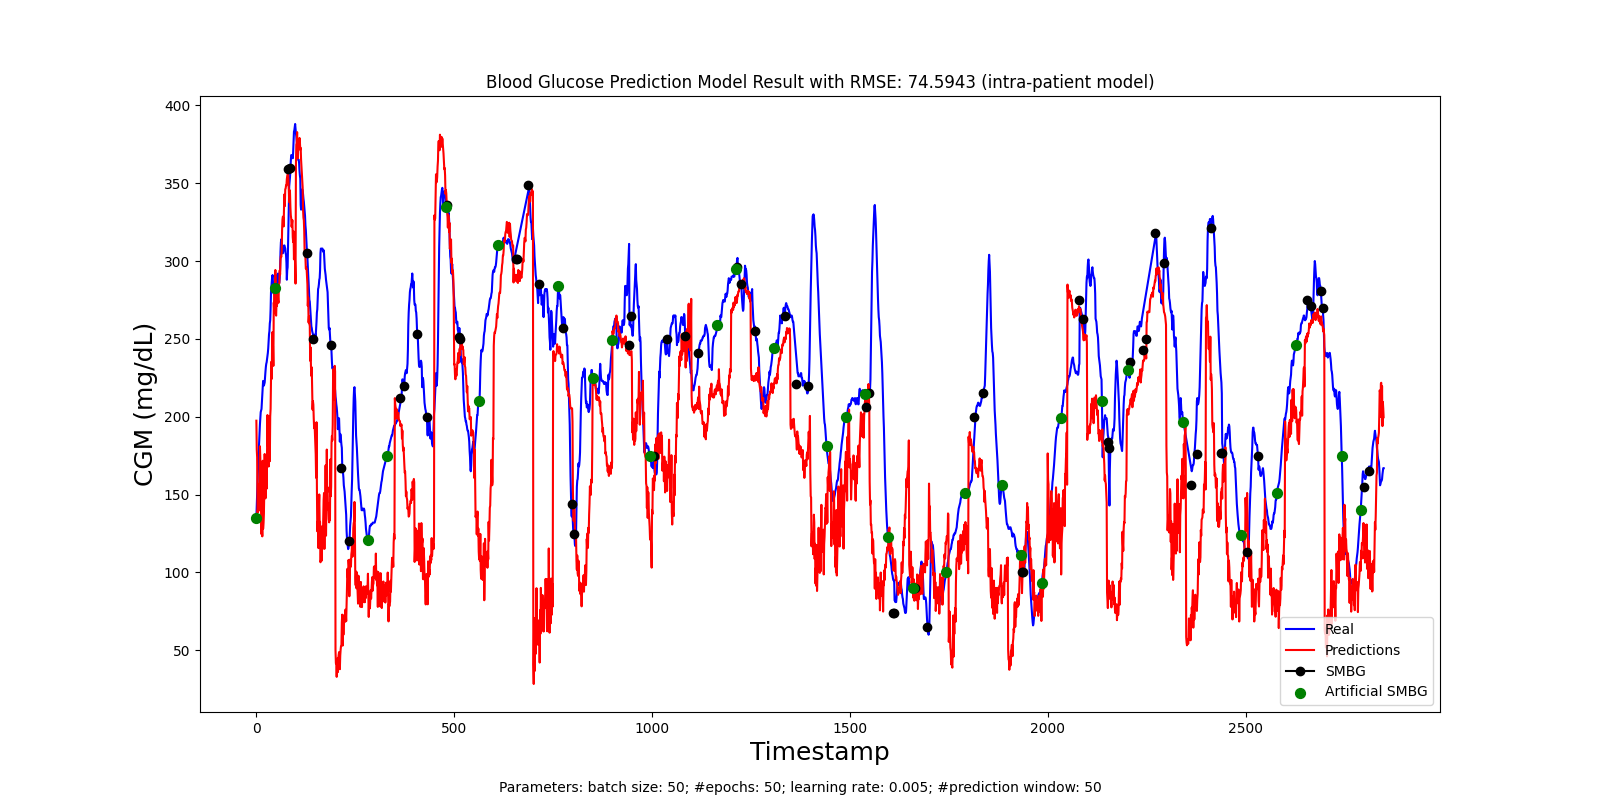 Blood Glucose Prediction Model Result with RMSE: 74.5943 (intra-patient model)
400
350
300
250
200
150
100
50
CGM (mg/dL)
0 500 1000 1500 2000 2500
Timestamp
Real
Predictions
SMBG
Artificial SMBG
Parameters: batch size: 50; #epochs: 50; learning rate: 0.005; #prediction window: 50